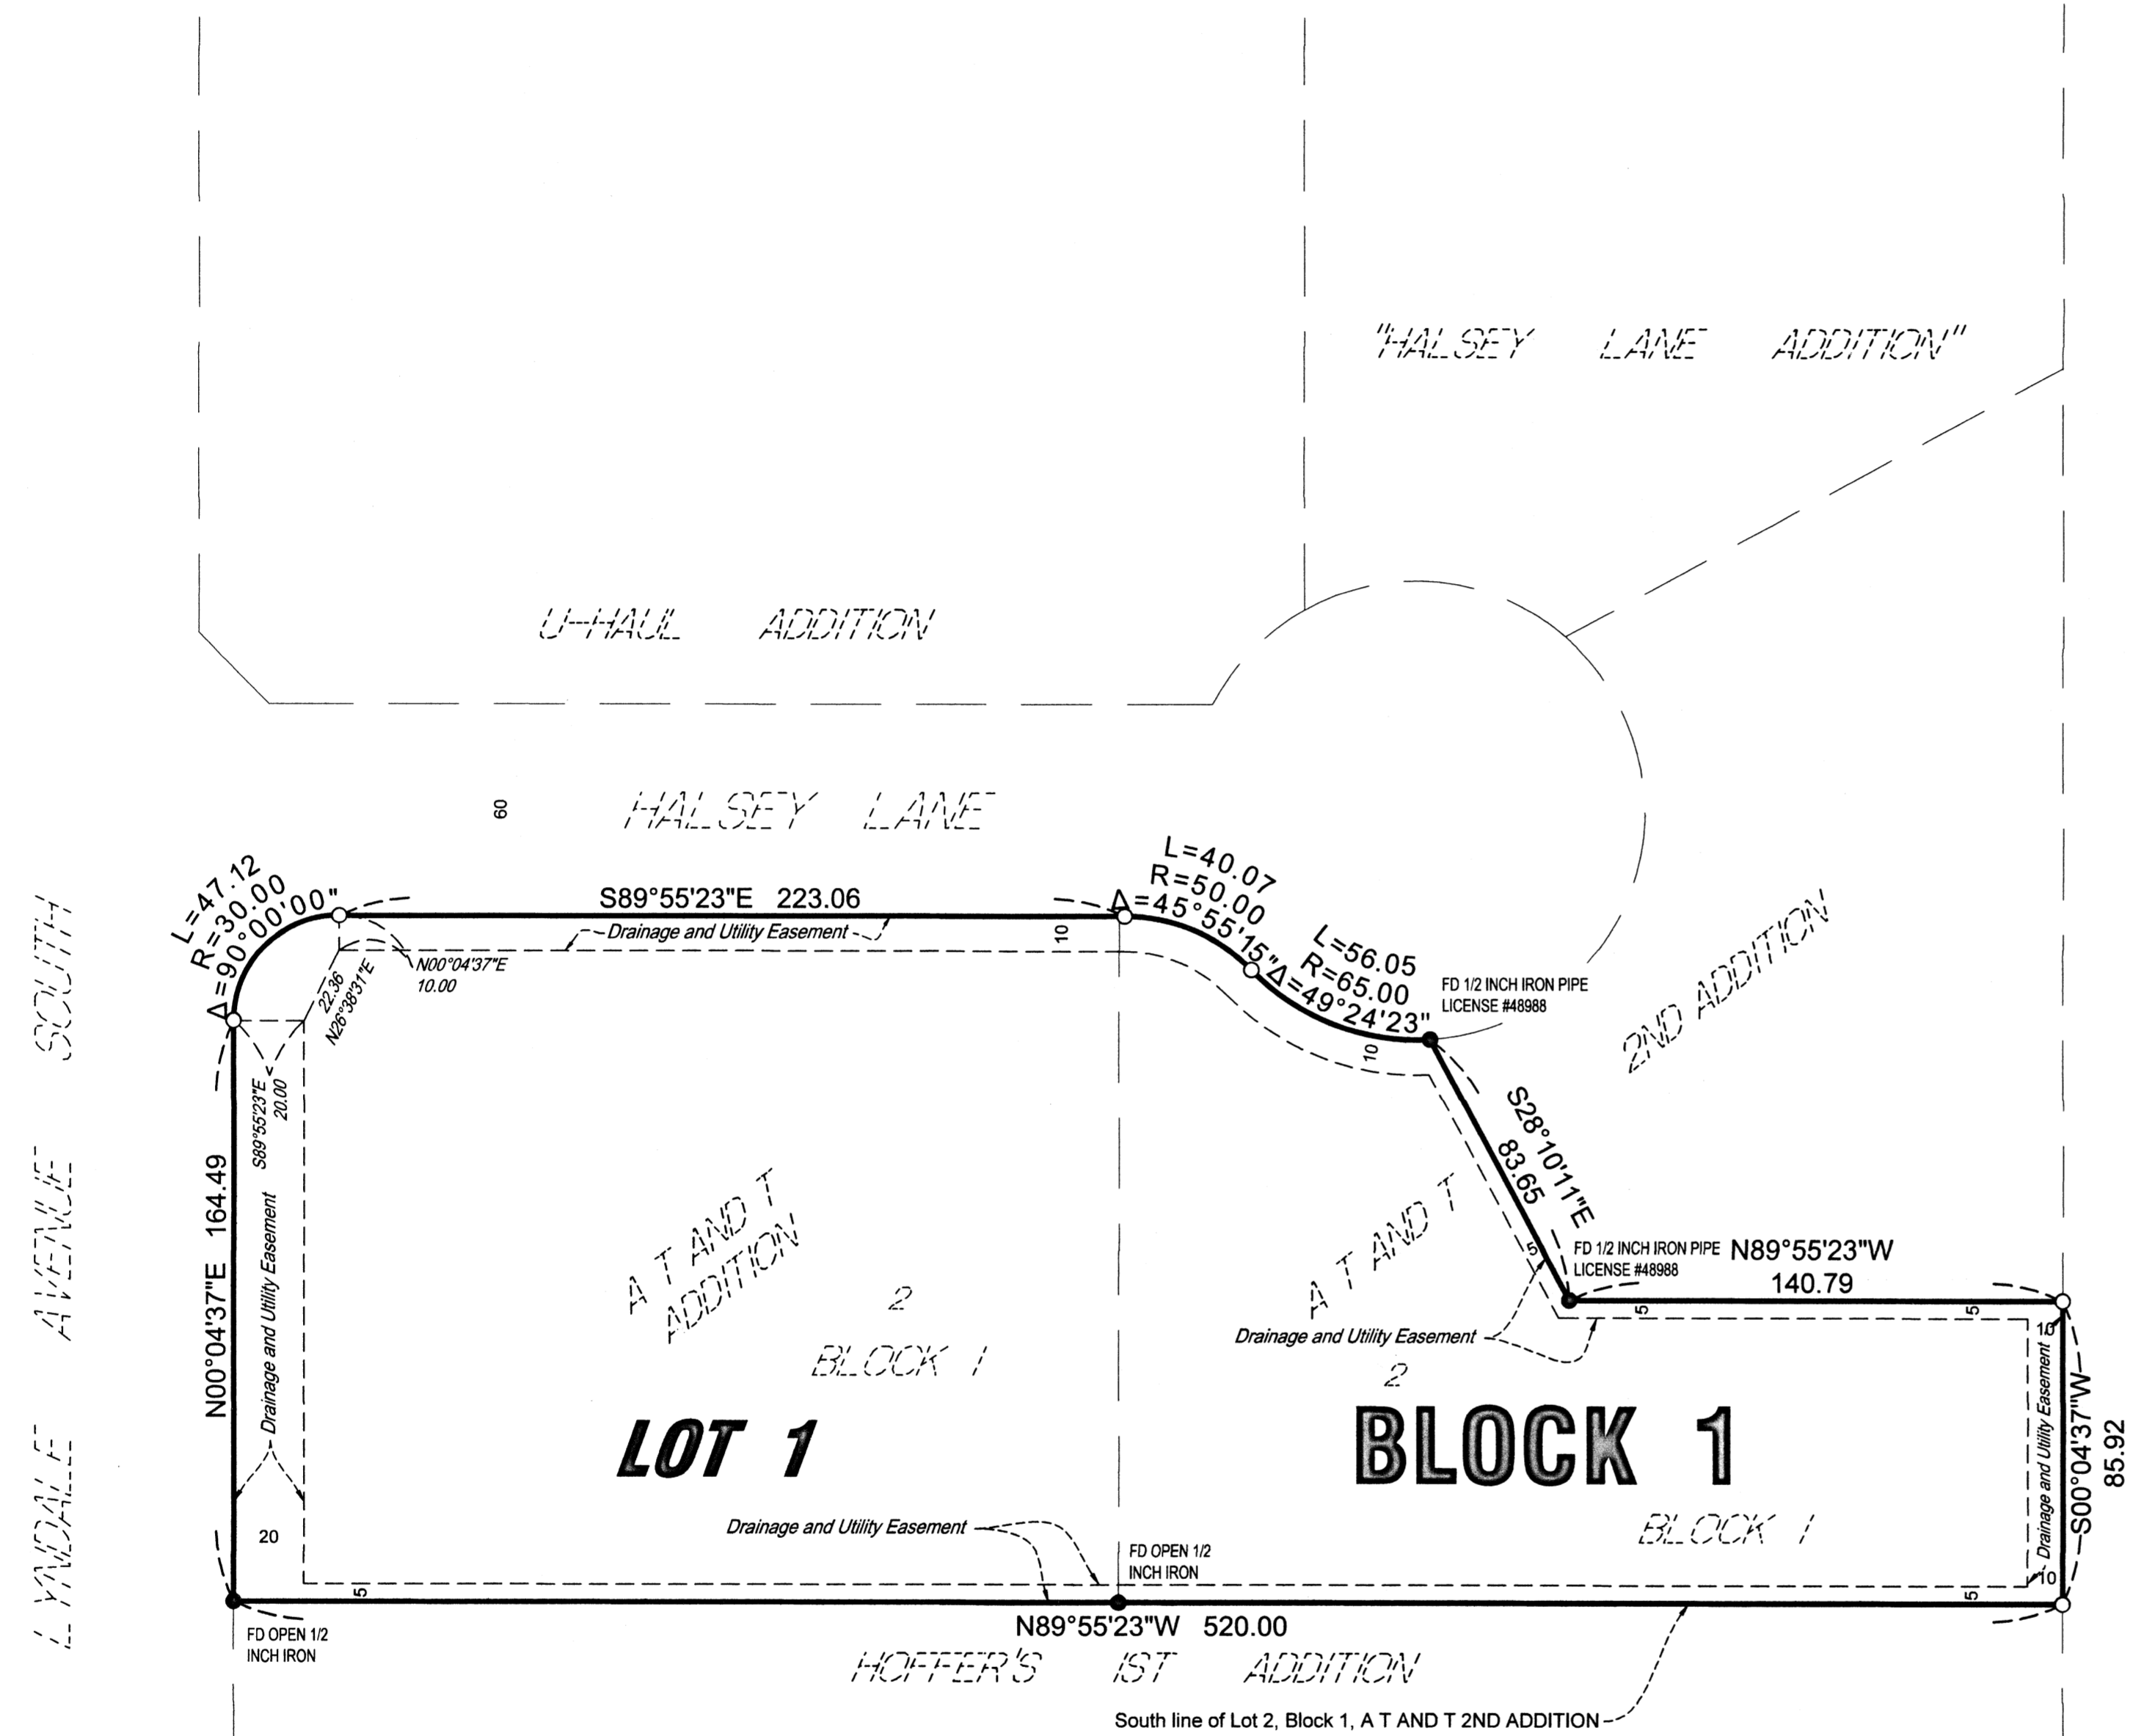 "HALSEY LANE ADDITION"
U-HAUL ADDITION
HALSEY LANE
60
LYNDALE AVENUE SOUTH
L=47.12
R=30.00
Δ=90°00'00"
S89°55'23"E 223.06
Drainage and Utility Easement
10
N00°04'37"E
10.00
22.36
N26°38'31"E
L=40.07
R=50.00
Δ=45°55'15"
L=56.05
R=65.00
Δ=49°24'23"
10
FD 1/2 INCH IRON PIPE
LICENSE #48988
2ND ADDITION
S28°10'11"E
83.65
5
FD 1/2 INCH IRON PIPE
LICENSE #48988
N89°55'23"W
140.79
5
5
10
S89°55'23"E
20.00
N00°04'37"E 164.49
Drainage and Utility Easement
20
A T AND T
ADDITION
2
BLOCK 1
LOT 1
A T AND T
Drainage and Utility Easement
2
BLOCK 1
BLOCK 1
Drainage and Utility Easement
10
S00°04'37"W
85.92
Drainage and Utility Easement
FD OPEN 1/2
INCH IRON
5
5
N89°55'23"W 520.00
FD OPEN 1/2
INCH IRON
HOFFER'S 1ST ADDITION
South line of Lot 2, Block 1, A T AND T 2ND ADDITION